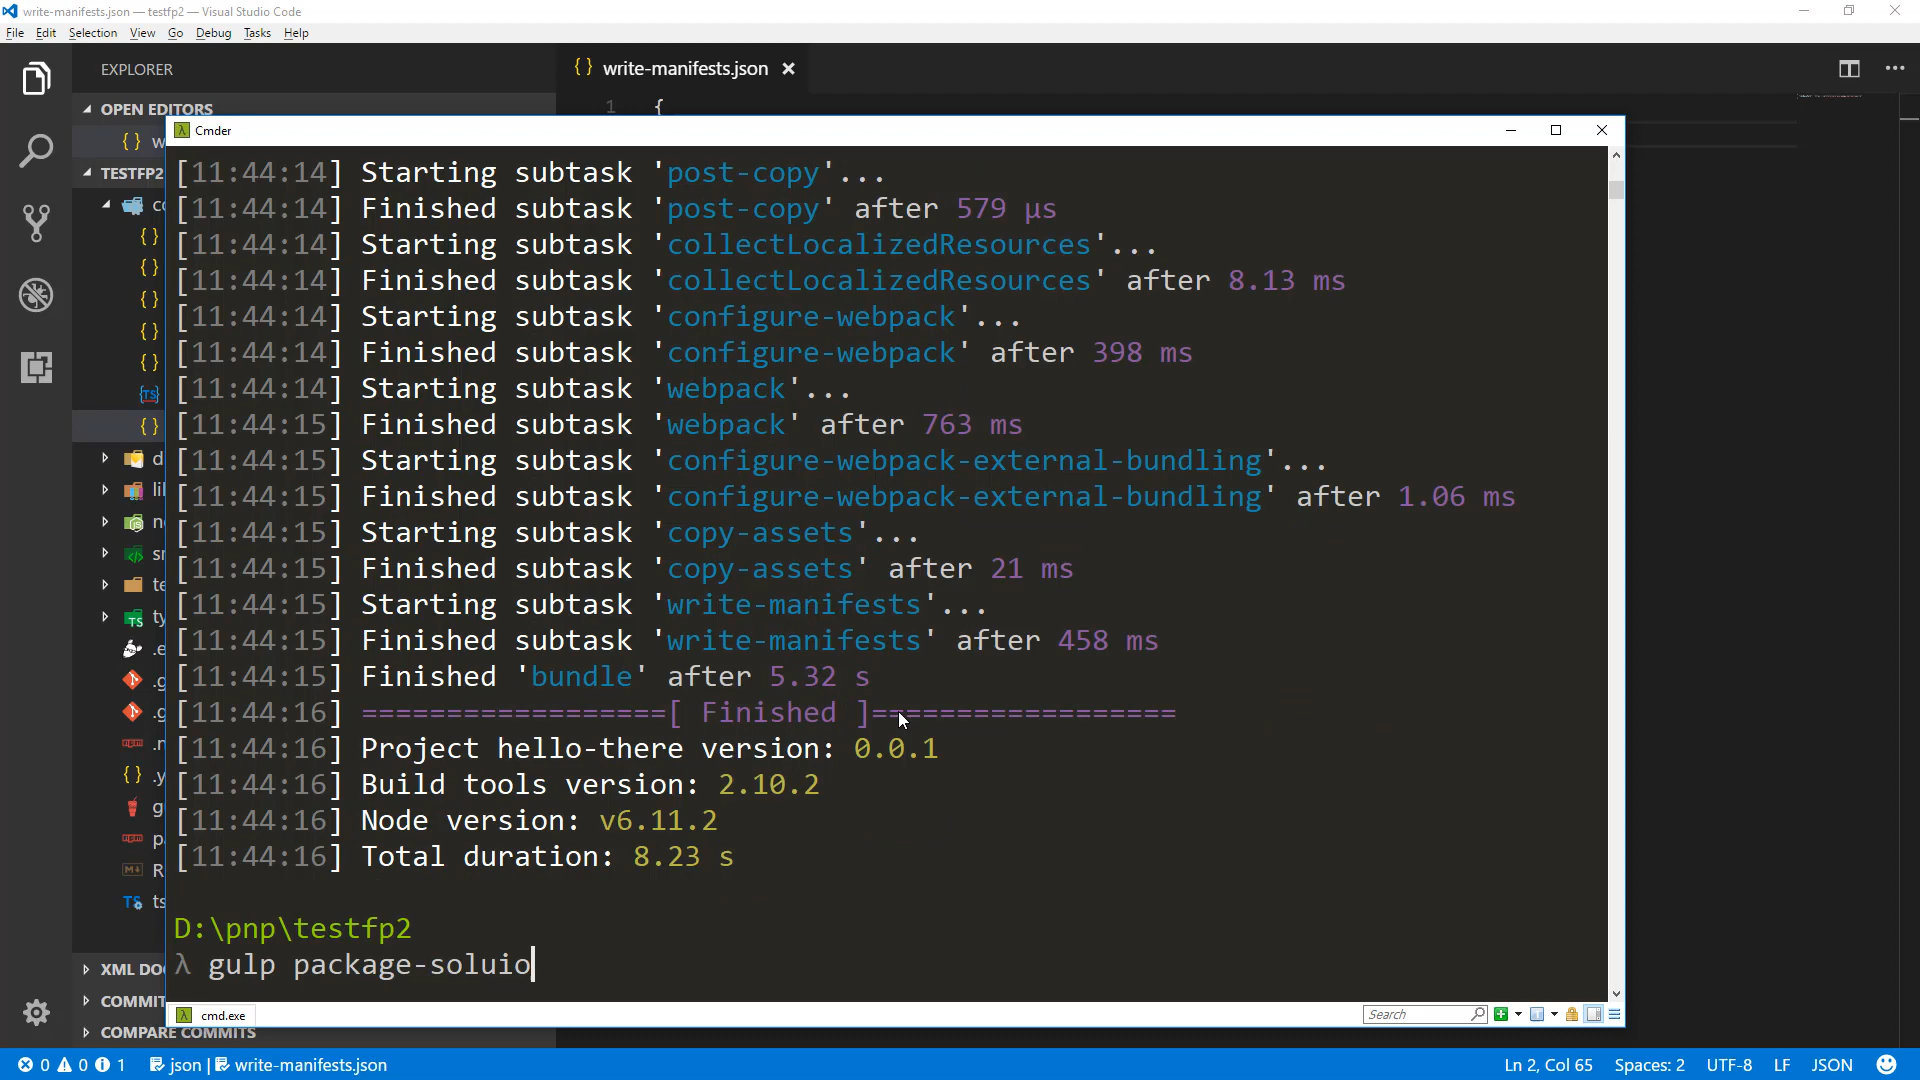 write-manifests.json — testfp2 — Visual Studio Code
File Edit Selection View Go Debug Tasks Help
EXPLORER
write-manifests.json
OPEN EDITORS
1 {
Cmder
TESTFP2
[11:44:14] Starting subtask 'post-copy'...
[11:44:14] Finished subtask 'post-copy' after 579 μs
[11:44:14] Starting subtask 'collectLocalizedResources'...
[11:44:14] Finished subtask 'collectLocalizedResources' after 8.13 ms
[11:44:14] Starting subtask 'configure-webpack'...
[11:44:14] Finished subtask 'configure-webpack' after 398 ms
[11:44:14] Starting subtask 'webpack'...
[11:44:15] Finished subtask 'webpack' after 763 ms
[11:44:15] Starting subtask 'configure-webpack-external-bundling'...
[11:44:15] Finished subtask 'configure-webpack-external-bundling' after 1.06 ms
[11:44:15] Starting subtask 'copy-assets'...
[11:44:15] Finished subtask 'copy-assets' after 21 ms
[11:44:15] Starting subtask 'write-manifests'...
[11:44:15] Finished subtask 'write-manifests' after 458 ms
[11:44:15] Finished 'bundle' after 5.32 s
[11:44:16] ==================[ Finished ]==================
[11:44:16] Project hello-there version: 0.0.1
[11:44:16] Build tools version: 2.10.2
[11:44:16] Node version: v6.11.2
[11:44:16] Total duration: 8.23 s
D:\pnp\testfp2
λ gulp package-soluio
XML DO
COMMIT
COMPARE COMMITS
cmd.exe
Search
0 0 1 json | write-manifests.json
Ln 2, Col 65 Spaces: 2 UTF-8 LF JSON